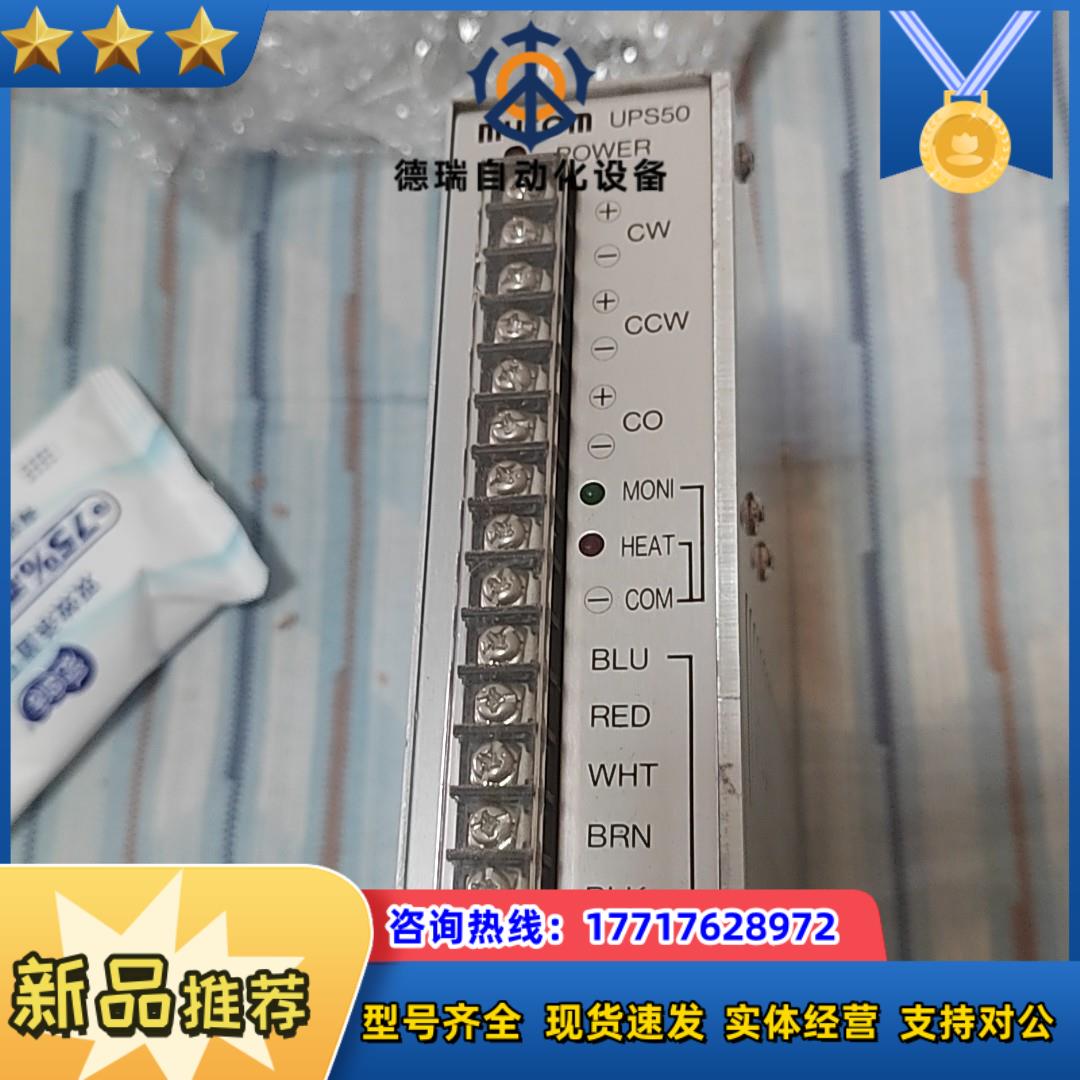 UPS50
POWER
德瑞自动化设备
+
CW
−
+
CCW
−
+
CO
−
MONI
HEAT
− COM
BLU
RED
WHT
BRN
75%
咨询热线：17717628972
新品推荐
型号齐全 现货速发 实体经营 支持对公